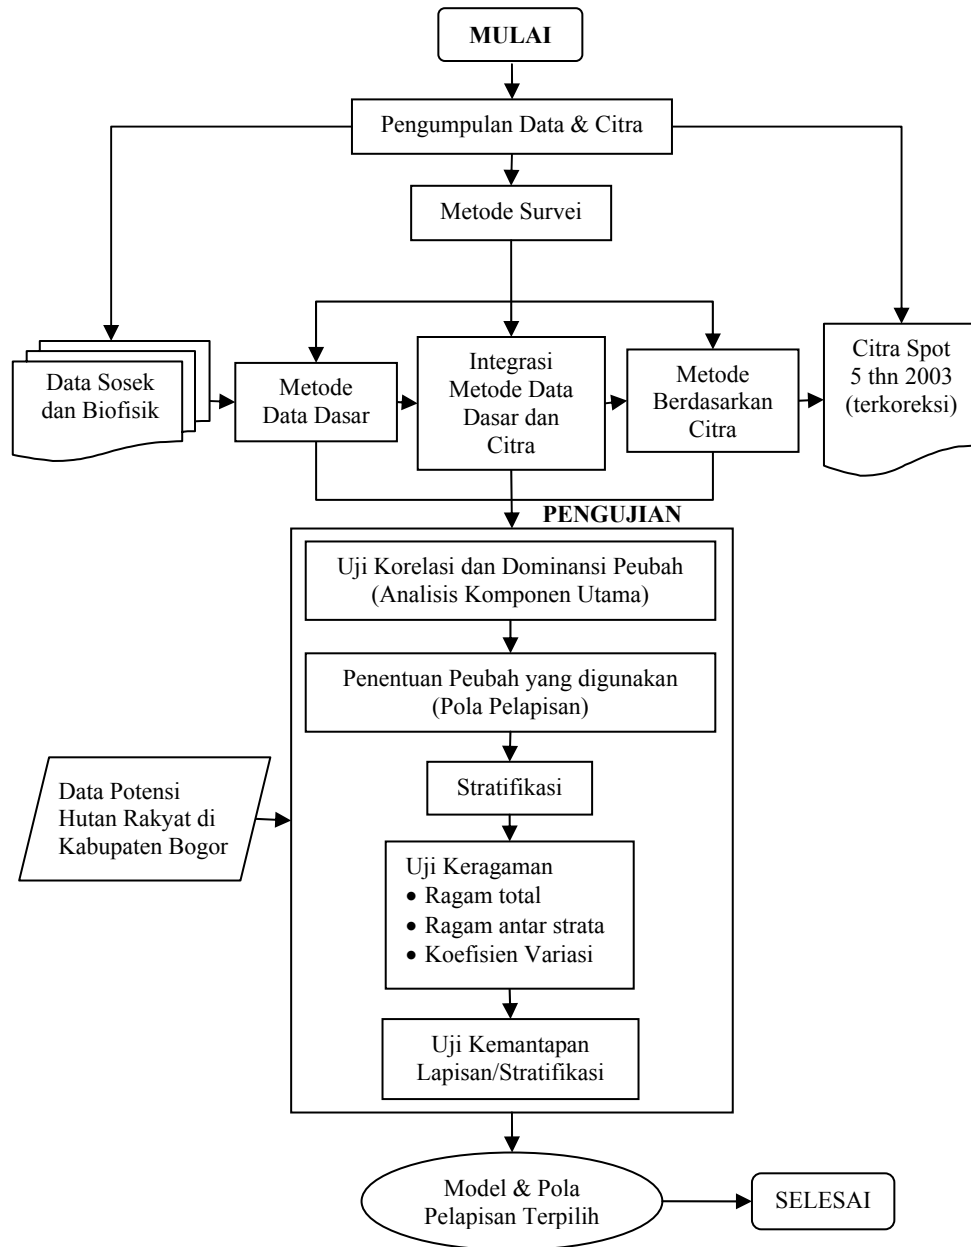 MULAI
Pengumpulan Data & Citra
Metode Survei
Data Sosek
dan Biofisik
Metode
Data Dasar
Integrasi
Metode Data
Dasar dan
Citra
Metode
Berdasarkan
Citra
Citra Spot
5 thn 2003
(terkoreksi)
PENGUJIAN
Uji Korelasi dan Dominansi Peubah
(Analisis Komponen Utama)
Penentuan Peubah yang digunakan
(Pola Pelapisan)
Stratifikasi
Data Potensi
Hutan Rakyat di
Kabupaten Bogor
Uji Keragaman
• Ragam total
• Ragam antar strata
• Koefisien Variasi
Uji Kemantapan
Lapisan/Stratifikasi
Model & Pola
Pelapisan Terpilih
SELESAI